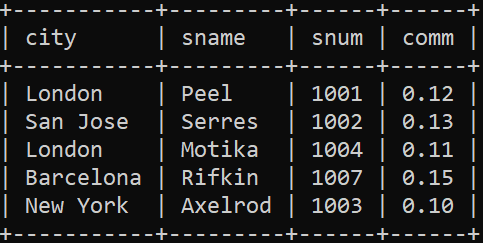 +-----------+---------+------+------+
| city      | sname   | snum | comm |
+-----------+---------+------+------+
| London    | Peel    | 1001 | 0.12 |
| San Jose  | Serres  | 1002 | 0.13 |
| London    | Motika  | 1004 | 0.11 |
| Barcelona | Rifkin  | 1007 | 0.15 |
| New York  | Axelrod | 1003 | 0.10 |
+-----------+---------+------+------+